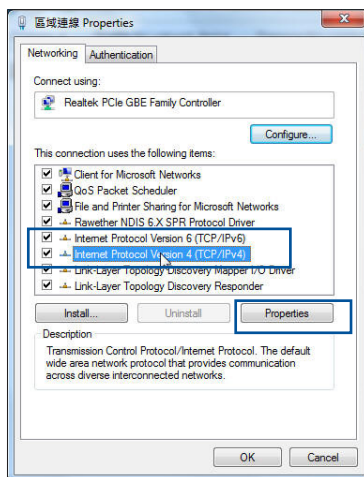 區域連線 Properties
Networking
Authentication
Connect using:
Realtek PCIe GBE Family Controller
Configure...
This connection uses the following items:
Client for Microsoft Networks
QoS Packet Scheduler
File and Printer Sharing for Microsoft Networks
Rawether NDIS 6.X SPR Protocol Driver
Internet Protocol Version 6 (TCP/IPv6)
Internet Protocol Version 4 (TCP/IPv4)
Link-Layer Topology Discovery Mapper I/O Driver
Link-Layer Topology Discovery Responder
Install...
Uninstall
Properties
Description
Transmission Control Protocol/Internet Protocol. The default
wide area network protocol that provides communication
across diverse interconnected networks.
OK
Cancel